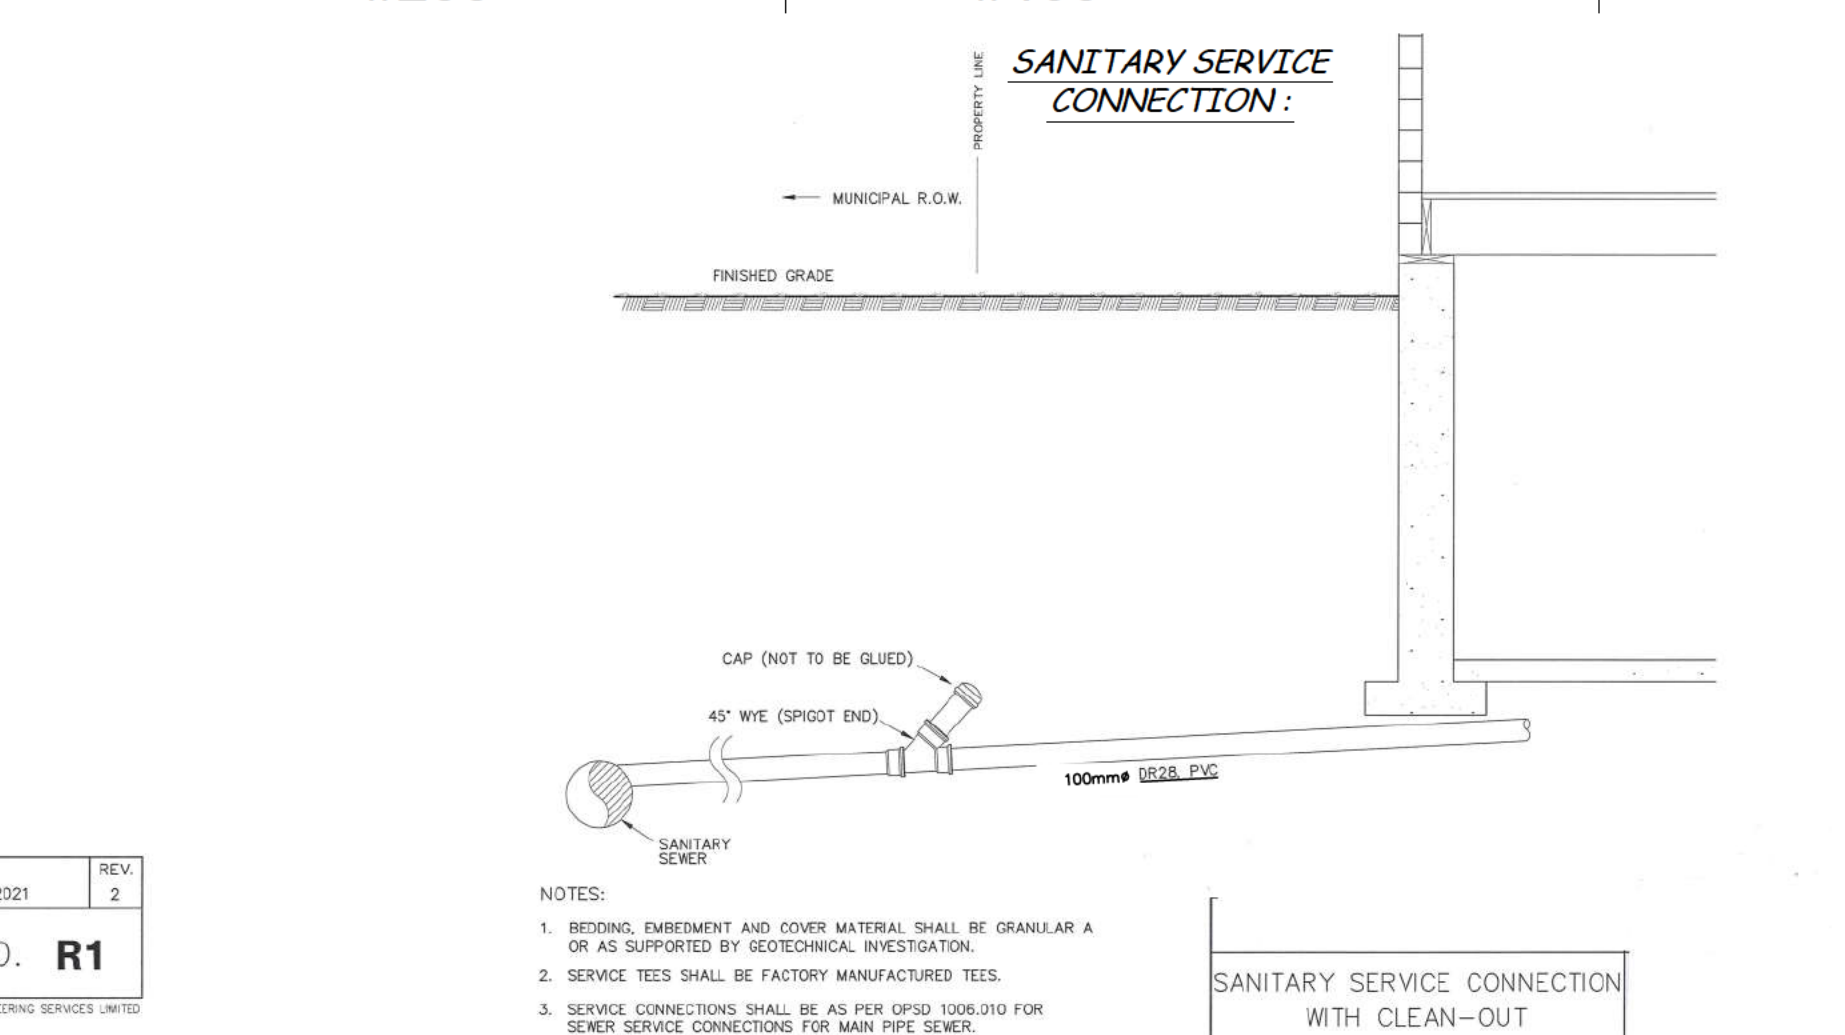 SANITARY SERVICE
CONNECTION :
PROPERTY LINE
MUNICIPAL R.O.W.
FINISHED GRADE
CAP (NOT TO BE GLUED)
45° WYE (SPIGOT END)
100mmø DR28, PVC
SANITARY
SEWER
REV.
2021
2
R1
SERVICES LIMITED
NOTES:
1. BEDDING, EMBEDMENT AND COVER MATERIAL SHALL BE GRANULAR A
OR AS SUPPORTED BY GEOTECHNICAL INVESTIGATION.
2. SERVICE TEES SHALL BE FACTORY MANUFACTURED TEES.
3. SERVICE CONNECTIONS SHALL BE AS PER OPSD 1006.010 FOR
SEWER SERVICE CONNECTIONS FOR MAIN PIPE SEWER.
SANITARY SERVICE CONNECTION
WITH CLEAN-OUT